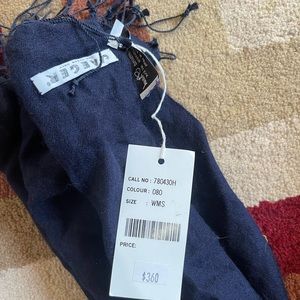 JAEGER
CALL NO : 780430H
COLOUR : 080
SIZE : WMS
PRICE:
$360